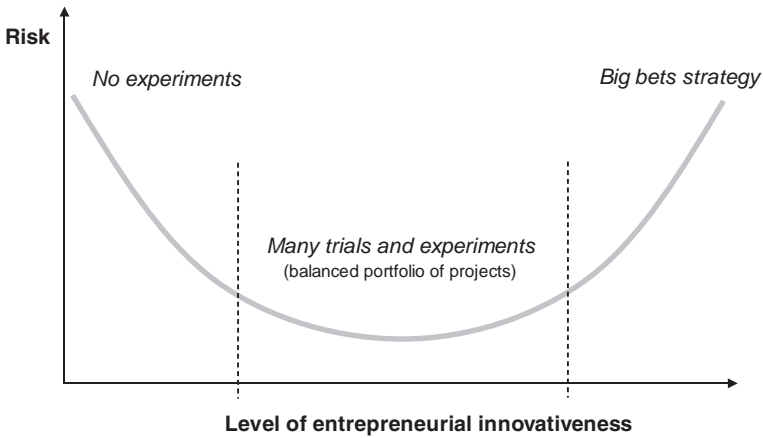 Risk
No experiments
Big bets strategy
Many trials and experiments
(balanced portfolio of projects)
Level of entrepreneurial innovativeness